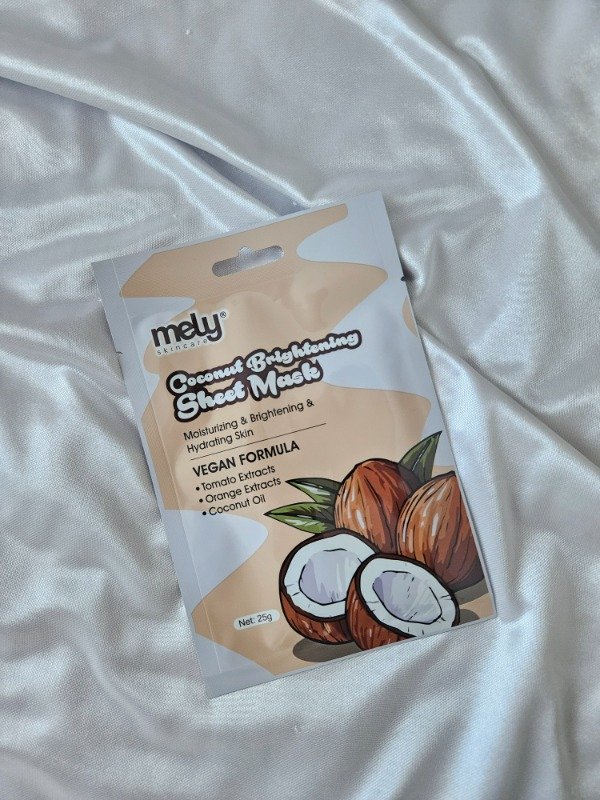 mely®
skincare
Coconut Brightening
Sheet Mask
Moisturizing & Brightening &
Hydrating Skin
VEGAN FORMULA
• Tomato Extracts
• Orange Extracts
• Coconut Oil
Net: 25g